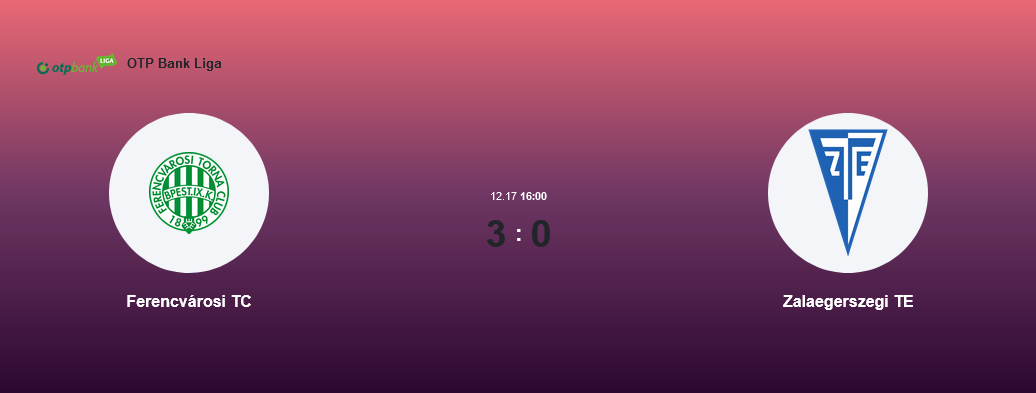 otpbank LIGA
OTP Bank Liga
FERENCVÁROSI TORNA CLUB
BPEST.IX.K.
1899
ZTE
12.17 16:00
3 : 0
Ferencvárosi TC
Zalaegerszegi TE